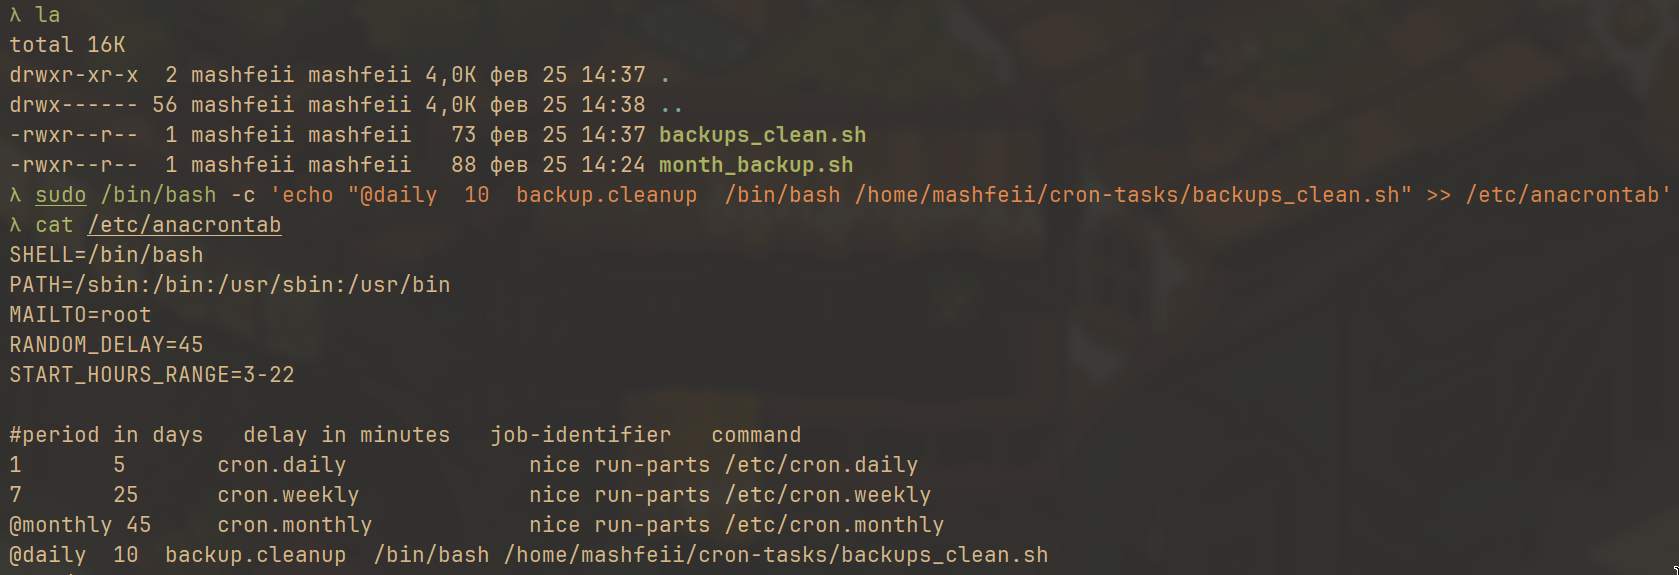 λ la
total 16K
drwxr-xr-x  2 mashfeii mashfeii 4,0K фев 25 14:37 .
drwx------ 56 mashfeii mashfeii 4,0K фев 25 14:38 ..
-rwxr--r--  1 mashfeii mashfeii   73 фев 25 14:37 backups_clean.sh
-rwxr--r--  1 mashfeii mashfeii   88 фев 25 14:24 month_backup.sh
λ sudo /bin/bash -c 'echo "@daily  10  backup.cleanup  /bin/bash /home/mashfeii/cron-tasks/backups_clean.sh" >> /etc/anacrontab'
λ cat /etc/anacrontab
SHELL=/bin/bash
PATH=/sbin:/bin:/usr/sbin:/usr/bin
MAILTO=root
RANDOM_DELAY=45
START_HOURS_RANGE=3-22

#period in days   delay in minutes   job-identifier   command
1       5       cron.daily              nice run-parts /etc/cron.daily
7       25      cron.weekly             nice run-parts /etc/cron.weekly
@monthly 45     cron.monthly            nice run-parts /etc/cron.monthly
@daily  10  backup.cleanup  /bin/bash /home/mashfeii/cron-tasks/backups_clean.sh